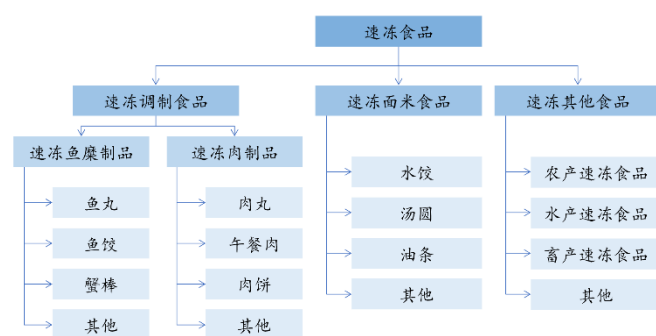 速冻食品
速冻调制食品
速冻面米食品
速冻其他食品
速冻鱼糜制品
速冻肉制品
鱼丸
鱼饺
蟹棒
其他
肉丸
午餐肉
肉饼
其他
水饺
汤圆
油条
其他
农产速冻食品
水产速冻食品
畜产速冻食品
其他